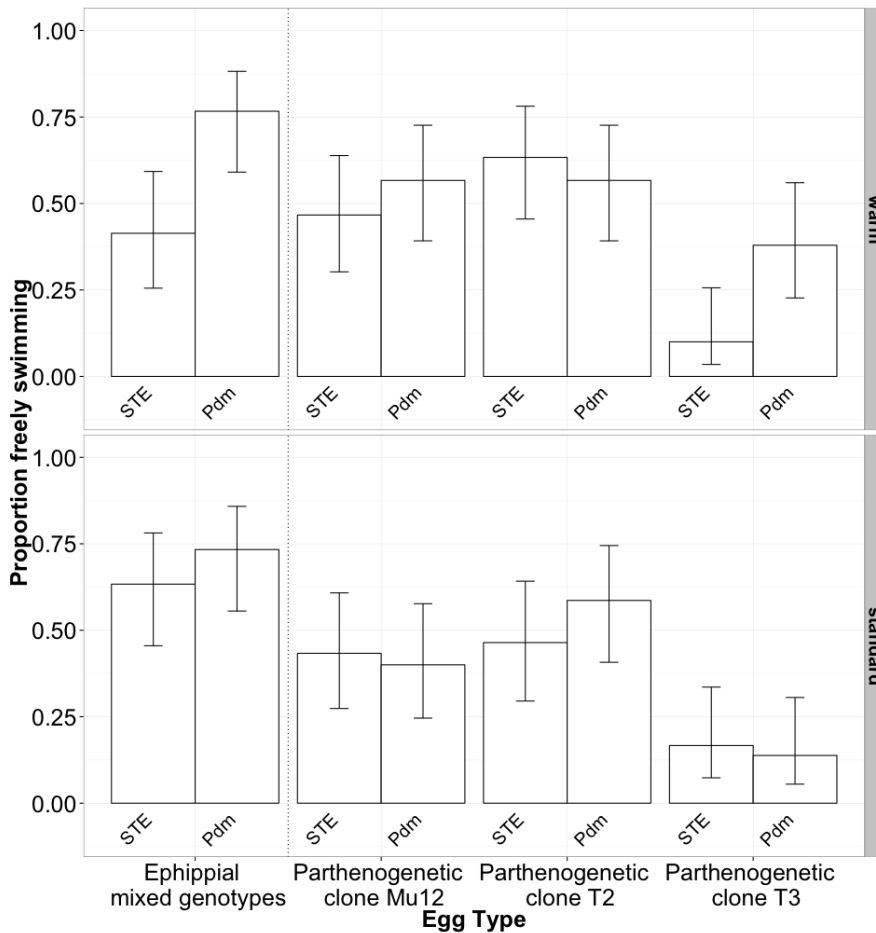 Proportion freely swimming
1.00
0.75
0.50
0.25
0.00
STE Pdm STE Pdm STE Pdm STE Pdm
warm
1.00
0.75
0.50
0.25
0.00
STE Pdm STE Pdm STE Pdm STE Pdm
standard
Ephippial Parthenogenetic Parthenogenetic Parthenogenetic
mixed genotypes clone Mu12 clone T2 clone T3
Egg Type